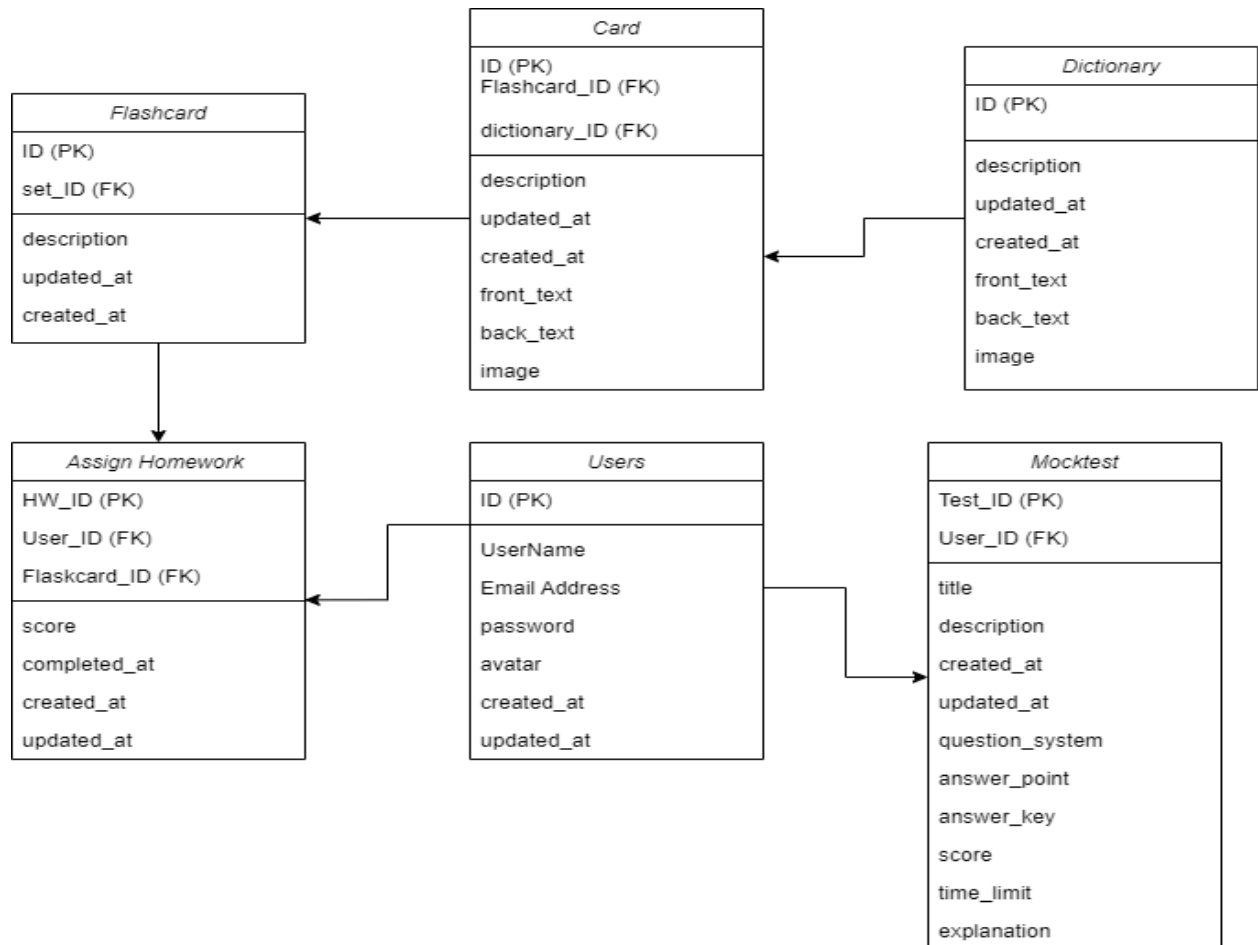 Flashcard
ID (PK)
set_ID (FK)
description
updated_at
created_at
Card
ID (PK)
Flashcard_ID (FK)
dictionary_ID (FK)
description
updated_at
created_at
front_text
back_text
image
Dictionary
ID (PK)
description
updated_at
created_at
front_text
back_text
image
Assign Homework
HW_ID (PK)
User_ID (FK)
Flaskcard_ID (FK)
score
completed_at
created_at
updated_at
Users
ID (PK)
UserName
Email Address
password
avatar
created_at
updated_at
Mocktest
Test_ID (PK)
User_ID (FK)
title
description
created_at
updated_at
question_system
answer_point
answer_key
score
time_limit
explanation